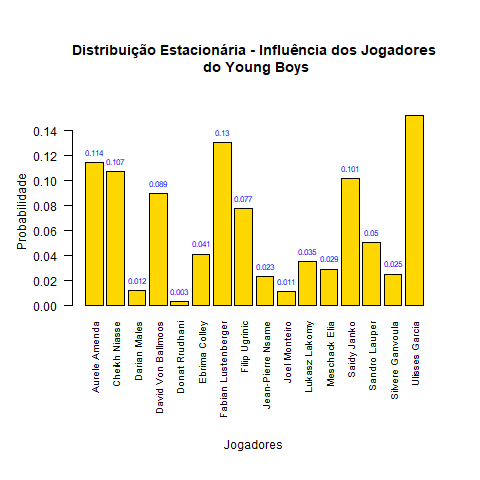 Distribuição Estacionária - Influência dos Jogadores
do Young Boys
Probabilidade
0.14
0.12
0.10
0.08
0.06
0.04
0.02
0.00
0.114
0.107
0.012
0.089
0.003
0.041
0.13
0.077
0.023
0.011
0.035
0.029
0.101
0.05
0.025
Aurele Amenda
Cheikh Niasse
Darian Males
David Von Ballmoos
Donat Rrudhani
Ebrima Colley
Fabian Lustenberger
Filip Ugrinic
Jean-Pierre Nsame
Joel Monteiro
Lukasz Lakomy
Meschack Elia
Saidy Janko
Sandro Lauper
Silvere Ganvoula
Ulisses Garcia
Jogadores